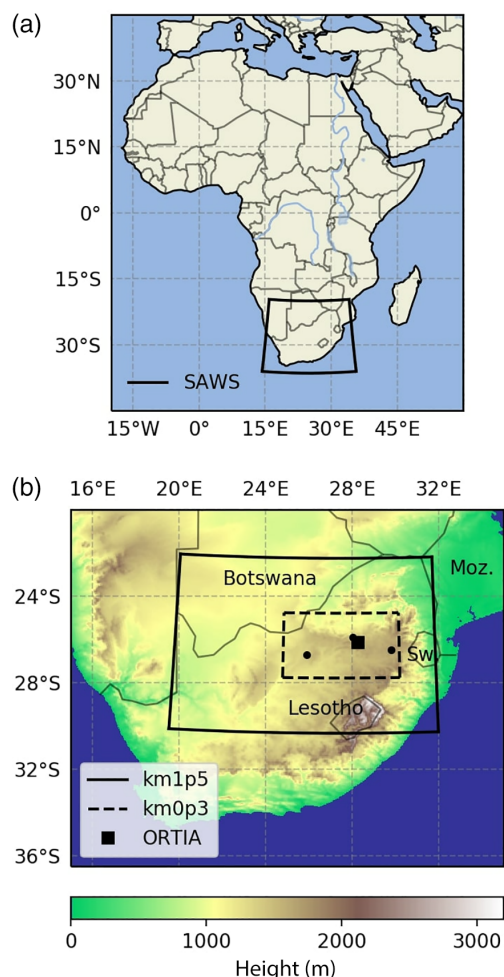 (a)
30°N
15°N
0°
15°S
30°S
SAWS
15°W 0° 15°E 30°E 45°E
(b)
16°E 20°E 24°E 28°E 32°E
Moz.
Botswana
24°S
Sw.
28°S
Lesotho
km1p5
32°S
km0p3
ORTIA
36°S
0 1000 2000 3000
Height (m)